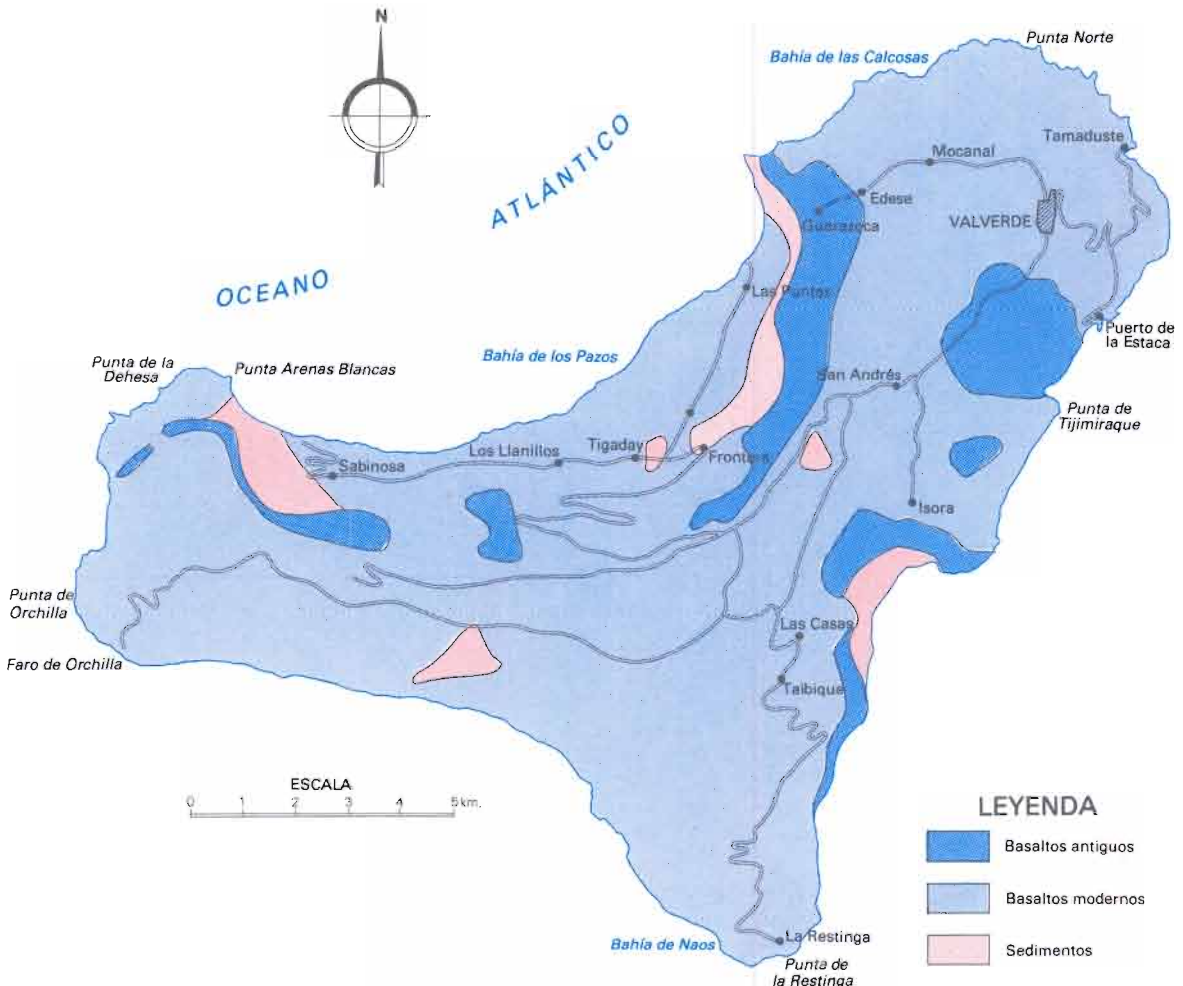 N
Punta Norte
Bahía de las Calcosas
Tamaduste
ATLÁNTICO
Mocanal
Edese
Guarazoca
VALVERDE
OCEANO
Las Puntas
Puerto de
la Estaca
Bahía de los Pazos
Punta de la
Dehesa
Punta Arenas Blancas
San Andrés
Punta de
Tijimiraque
Los Llanillos
Tigaday
Frontera
Sabinosa
Isora
Punta de
Orchilla
Las Casas
Faro de Orchilla
Taibique
ESCALA
0 1 2 3 4 5 km.
LEYENDA
Basaltos antiguos
Basaltos modernos
Sedimentos
Bahía de Naos
La Restinga
Punta de
la Restinga